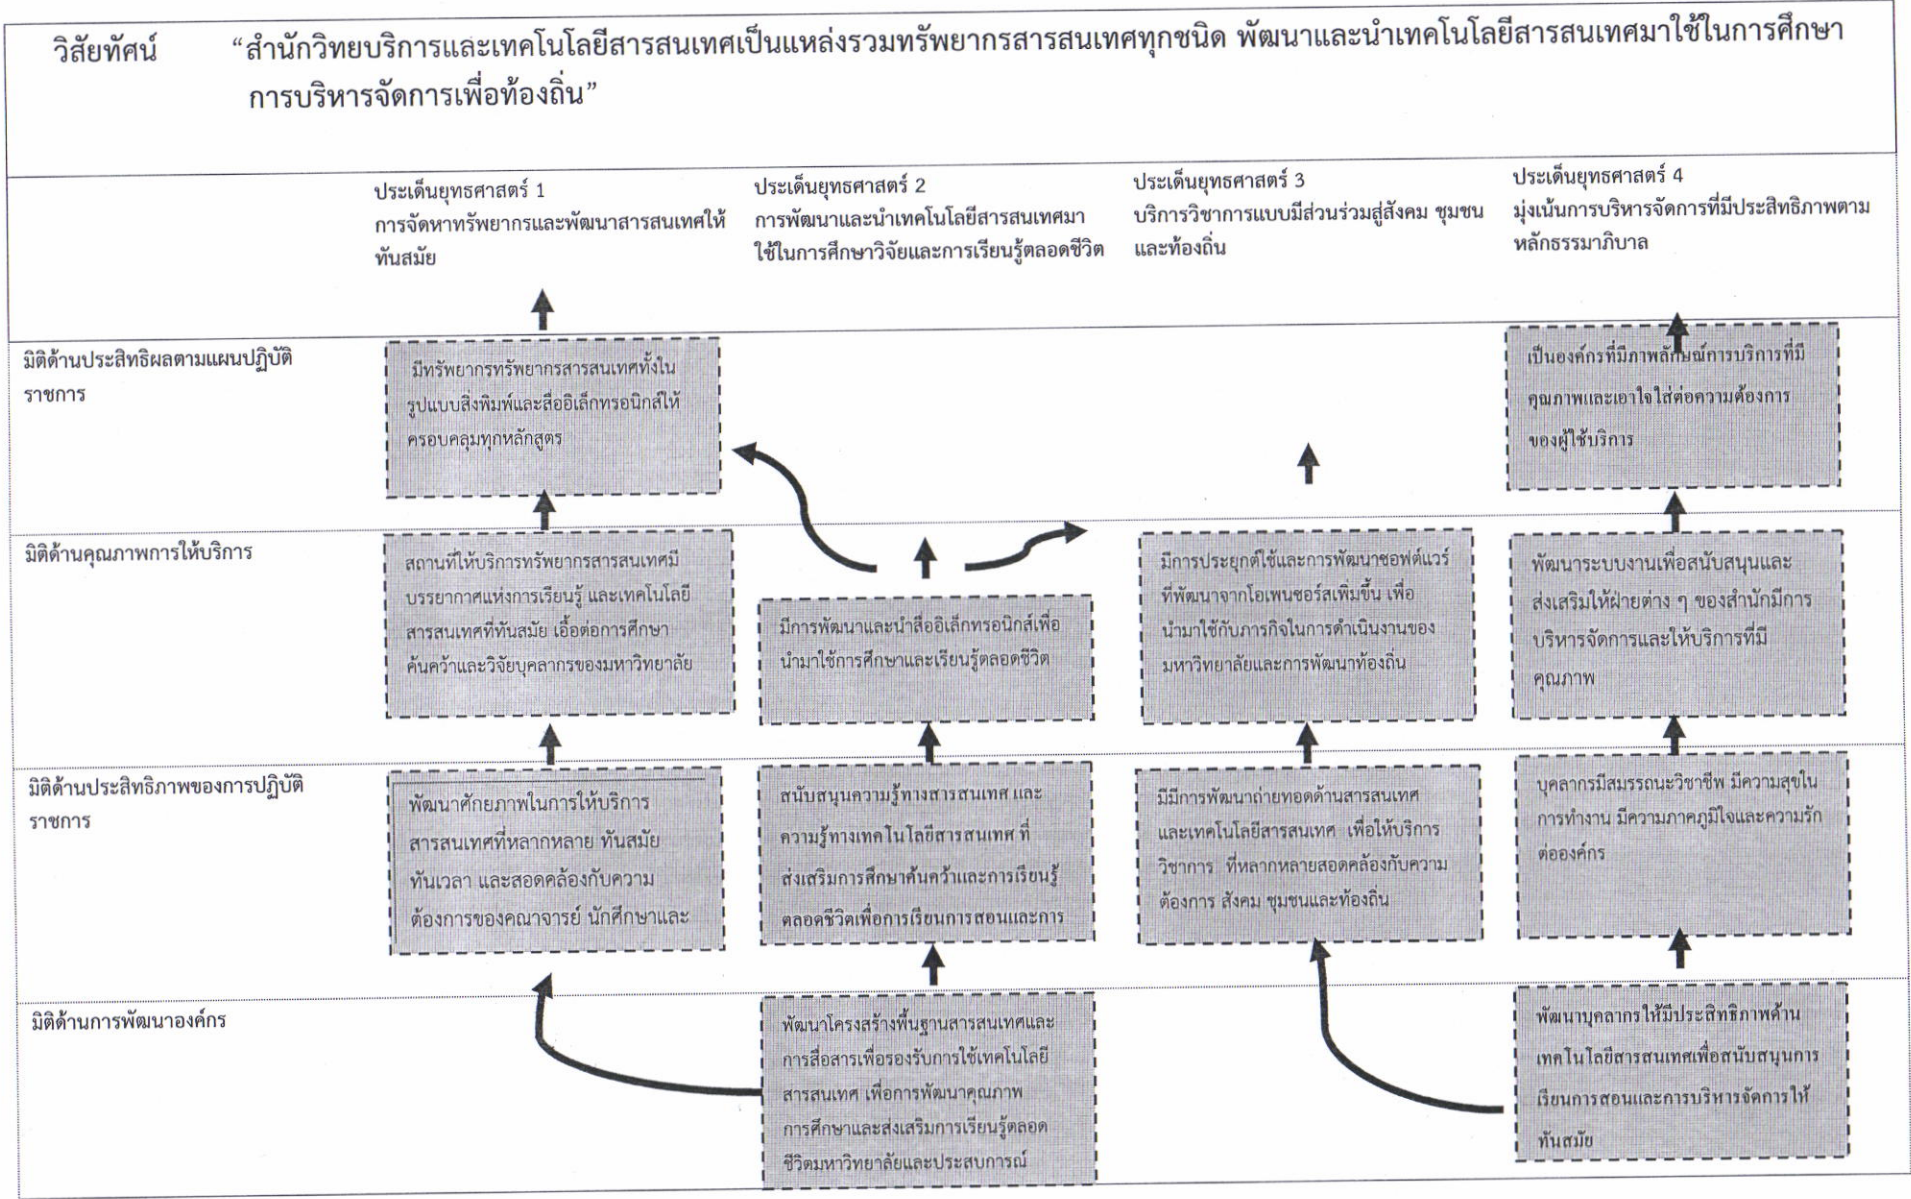 วิสัยทัศน์ “สำนักวิทยบริการและเทคโนโลยีสารสนเทศเป็นแหล่งรวมทรัพยากรสารสนเทศทุกชนิด พัฒนาและนำเทคโนโลยีสารสนเทศมาใช้ในการศึกษา
การบริหารจัดการเพื่อท้องถิ่น”
ประเด็นยุทธศาสตร์ 1
การจัดหาทรัพยากรและพัฒนาสารสนเทศให้
ทันสมัย
ประเด็นยุทธศาสตร์ 2
การพัฒนาและนำเทคโนโลยีสารสนเทศมา
ใช้ในการศึกษาวิจัยและการเรียนรู้ตลอดชีวิต
ประเด็นยุทธศาสตร์ 3
บริการวิชาการแบบมีส่วนร่วมสู่สังคม ชุมชน
และท้องถิ่น
ประเด็นยุทธศาสตร์ 4
มุ่งเน้นการบริหารจัดการที่มีประสิทธิภาพตาม
หลักธรรมาภิบาล
มิติด้านประสิทธิผลตามแผนปฏิบัติ
ราชการ
มีทรัพยากรทรัพยากรสารสนเทศทั้งใน
รูปแบบสิ่งพิมพ์และสื่ออิเล็กทรอนิกส์ให้
ครอบคลุมทุกหลักสูตร
เป็นองค์กรที่มีภาพลักษณ์การบริการที่มี
คุณภาพและเอาใจใส่ต่อความต้องการ
ของผู้ใช้บริการ
มิติด้านคุณภาพการให้บริการ
สถานที่ให้บริการทรัพยากรสารสนเทศมี
บรรยากาศแห่งการเรียนรู้ และเทคโนโลยี
สารสนเทศที่ทันสมัย เอื้อต่อการศึกษา
ค้นคว้าและวิจัยบุคลากรของมหาวิทยาลัย
มีการพัฒนาและนำสื่ออิเล็กทรอนิกส์เพื่อ
นำมาใช้การศึกษาและเรียนรู้ตลอดชีวิต
มีการประยุกต์ใช้และการพัฒนาซอฟต์แวร์
ที่พัฒนาจากโอเพนซอร์สเพิ่มขึ้น เพื่อ
นำมาใช้กับภารกิจในการดำเนินงานของ
มหาวิทยาลัยและการพัฒนาท้องถิ่น
พัฒนาระบบงานเพื่อสนับสนุนและ
ส่งเสริมให้ฝ่ายต่าง ๆ ของสำนักมีการ
บริหารจัดการและให้บริการที่มี
คุณภาพ
มิติด้านประสิทธิภาพของการปฏิบัติ
ราชการ
พัฒนาศักยภาพในการให้บริการ
สารสนเทศที่หลากหลาย ทันสมัย
ทันเวลา และสอดคล้องกับความ
ต้องการของคณาจารย์ นักศึกษาและ
สนับสนุนความรู้ทางสารสนเทศ และ
ความรู้ทางเทคโนโลยีสารสนเทศ ที่
ส่งเสริมการศึกษาค้นคว้าและการเรียนรู้
ตลอดชีวิตเพื่อการเรียนการสอนและการ
มีมีการพัฒนาถ่ายทอดด้านสารสนเทศ
และเทคโนโลยีสารสนเทศ เพื่อให้บริการ
วิชาการ ที่หลากหลายสอดคล้องกับความ
ต้องการ สังคม ชุมชนและท้องถิ่น
บุคลากรมีสมรรถนะวิชาชีพ มีความสุขใน
การทำงาน มีความภาคภูมิใจและความรัก
ต่อองค์กร
มิติด้านการพัฒนาองค์กร
พัฒนาโครงสร้างพื้นฐานสารสนเทศและ
การสื่อสารเพื่อรองรับการใช้เทคโนโลยี
สารสนเทศ เพื่อการพัฒนาคุณภาพ
การศึกษาและส่งเสริมการเรียนรู้ตลอด
ชีวิตมหาวิทยาลัยและประสบการณ์
พัฒนาบุคลากรให้มีประสิทธิภาพด้าน
เทคโนโลยีสารสนเทศเพื่อสนับสนุนการ
เรียนการสอนและการบริหารจัดการให้
ทันสมัย